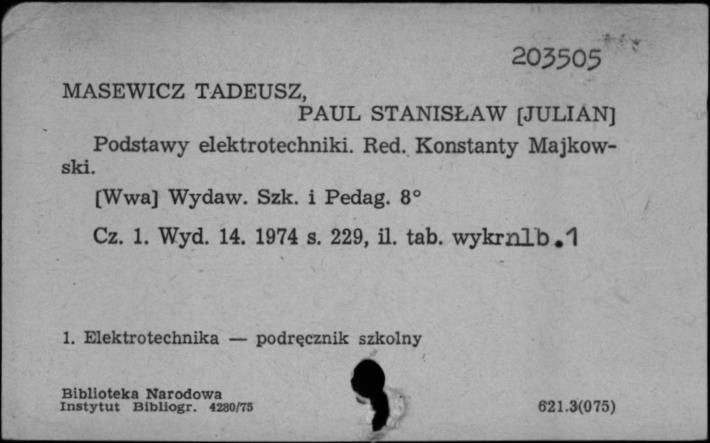 203505
MASEWICZ TADEUSZ,
PAUL STANISŁAW [JULIAN]
Podstawy elektrotechniki. Red. Konstanty Majkow-
ski.
[Wwa] Wydaw. Szk. i Pedag. 8°
Cz. 1. Wyd. 14. 1974 s. 229, il. tab. wykrnlb.1
1. Elektrotechnika — podręcznik szkolny
Biblioteka Narodowa
Instytut Bibliogr. 4280/75
621.3(075)